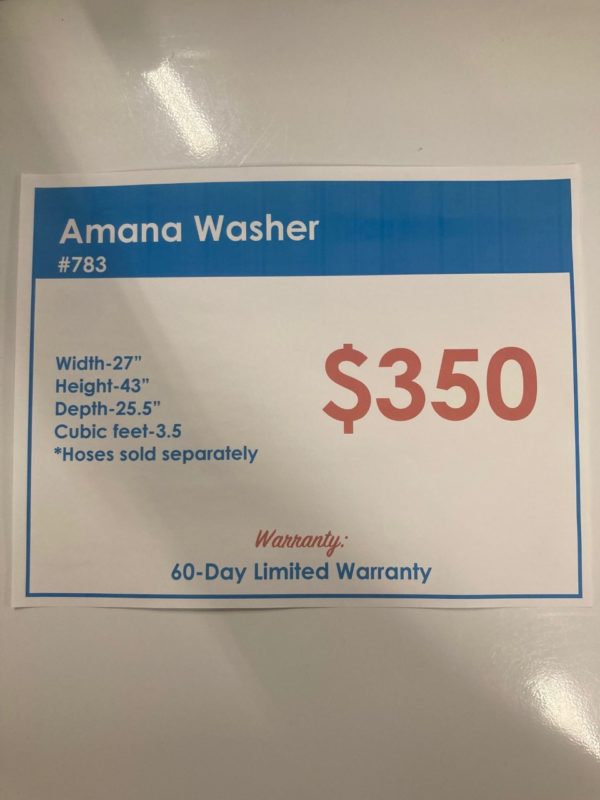 Amana Washer
#783
Width-27”
Height-43”
Depth-25.5”
Cubic feet-3.5
*Hoses sold separately
$350
Warranty:
60-Day Limited Warranty